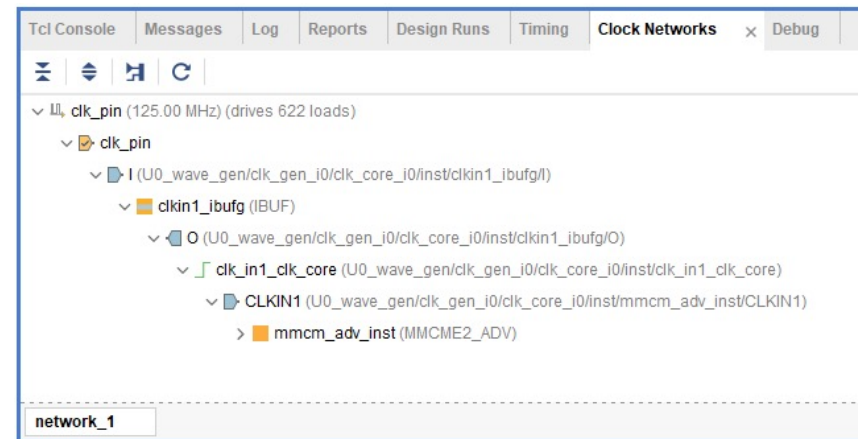 Tcl Console Messages Log Reports Design Runs Timing Clock Networks × Debug
clk_pin (125.00 MHz) (drives 622 loads)
clk_pin
I (U0_wave_gen/clk_gen_i0/clk_core_i0/inst/clkin1_ibufg/I)
clkin1_ibufg (IBUF)
O (U0_wave_gen/clk_gen_i0/clk_core_i0/inst/clkin1_ibufg/O)
clk_in1_clk_core (U0_wave_gen/clk_gen_i0/clk_core_i0/inst/clk_in1_clk_core)
CLKIN1 (U0_wave_gen/clk_gen_i0/clk_core_i0/inst/mmcm_adv_inst/CLKIN1)
mmcm_adv_inst (MMCME2_ADV)
network_1